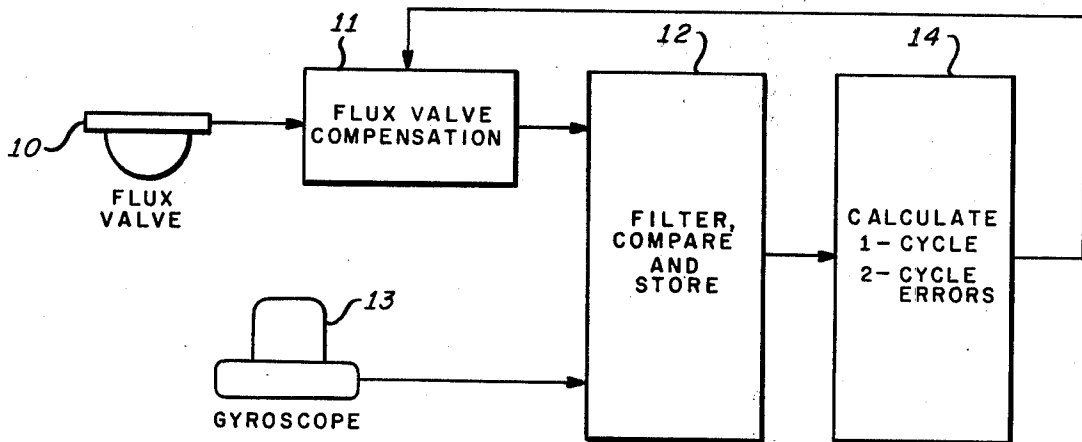 11
12
14
10
FLUX VALVE
COMPENSATION
FLUX
VALVE
FILTER,
COMPARE
AND
STORE
CALCULATE
1- CYCLE
2- CYCLE
ERRORS
13
GYROSCOPE